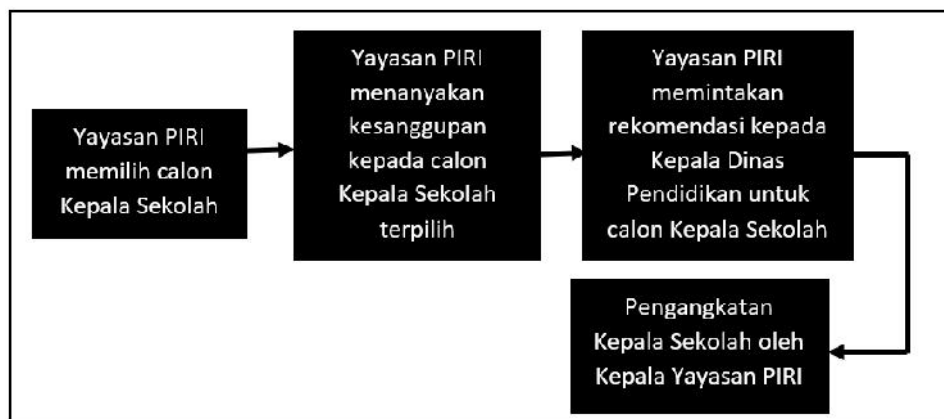 Yayasan PIRI
memilih calon
Kepala Sekolah
Yayasan PIRI
menanyakan
kesanggupan
kepada calon
Kepala Sekolah
terpilih
Yayasan PIRI
memintakan
rekomendasi kepada
Kepala Dinas
Pendidikan untuk
calon Kepala Sekolah
Pengangkatan
Kepala Sekolah oleh
Kepala Yayasan PIRI